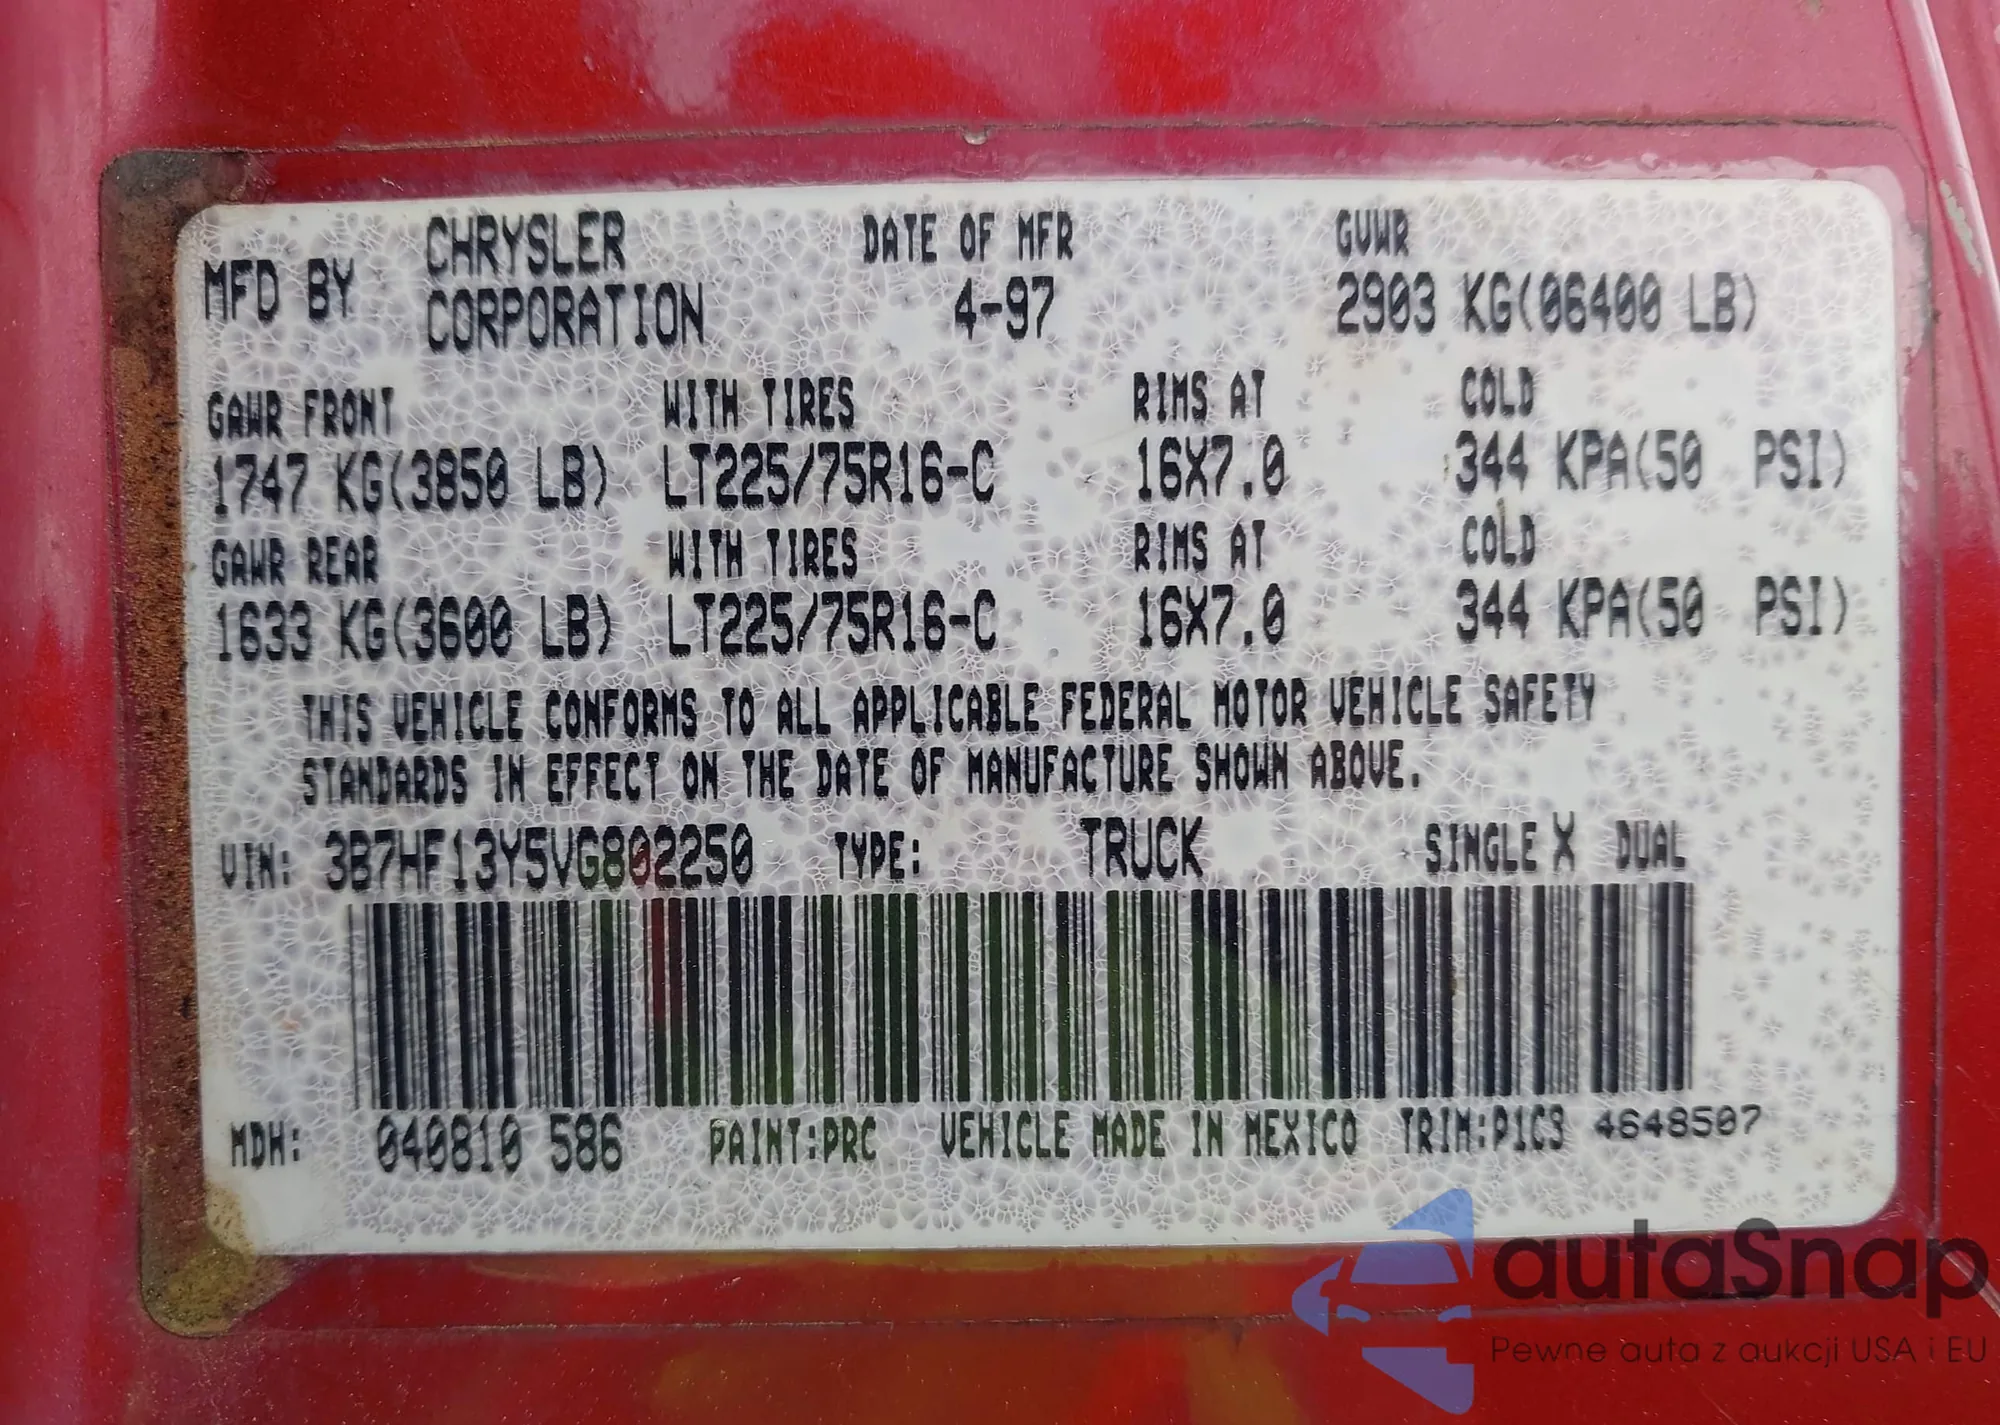 MFD BY CHRYSLER CORPORATION DATE OF MFR 4-97 GVWR 2903 KG(06400 LB)
GAWR FRONT WITH TIRES RIMS AT COLD
1747 KG(3850 LB) LT225/75R16-C 16X7.0 344 KPA(50 PSI)
GAWR REAR WITH TIRES RIMS AT COLD
1633 KG(3600 LB) LT225/75R16-C 16X7.0 344 KPA(50 PSI)
THIS VEHICLE CONFORMS TO ALL APPLICABLE FEDERAL MOTOR VEHICLE SAFETY
STANDARDS IN EFFECT ON THE DATE OF MANUFACTURE SHOWN ABOVE.
VIN: 3B7HF13Y5VG802250 TYPE: TRUCK SINGLE X DUAL
MDH: 040810 586 PAINT:PRC VEHICLE MADE IN MEXICO TRIM:P1C3 4648507
autaSnap
Pewne auta z aukcji USA i EU